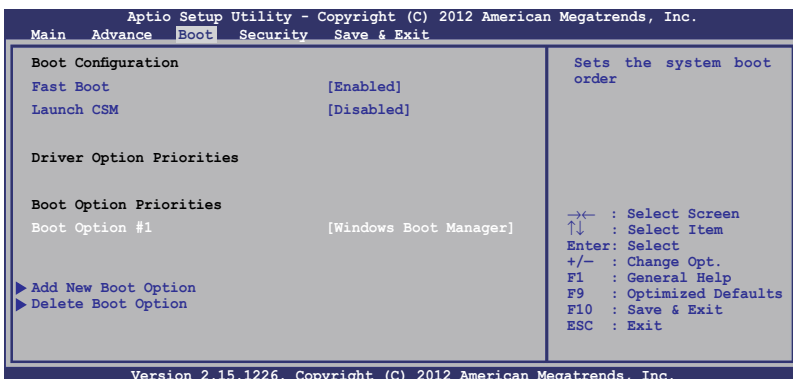 Aptio Setup Utility - Copyright (C) 2012 American Megatrends, Inc.
Main Advance Boot Security Save & Exit
Boot Configuration
Fast Boot [Enabled]
Launch CSM [Disabled]
Driver Option Priorities
Boot Option Priorities
Boot Option #1 [Windows Boot Manager]
Add New Boot Option
Delete Boot Option
Sets the system boot
order
→← : Select Screen
↑↓ : Select Item
Enter: Select
+/— : Change Opt.
F1 : General Help
F9 : Optimized Defaults
F10 : Save & Exit
ESC : Exit
Version 2.15.1226. Copyright (C) 2012 American Megatrends, Inc.